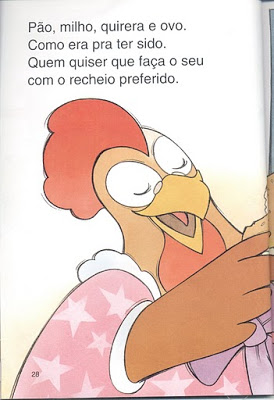 Pão, milho, quirera e ovo.
Como era pra ter sido.
Quem quiser que faça o seu
com o recheio preferido.
28